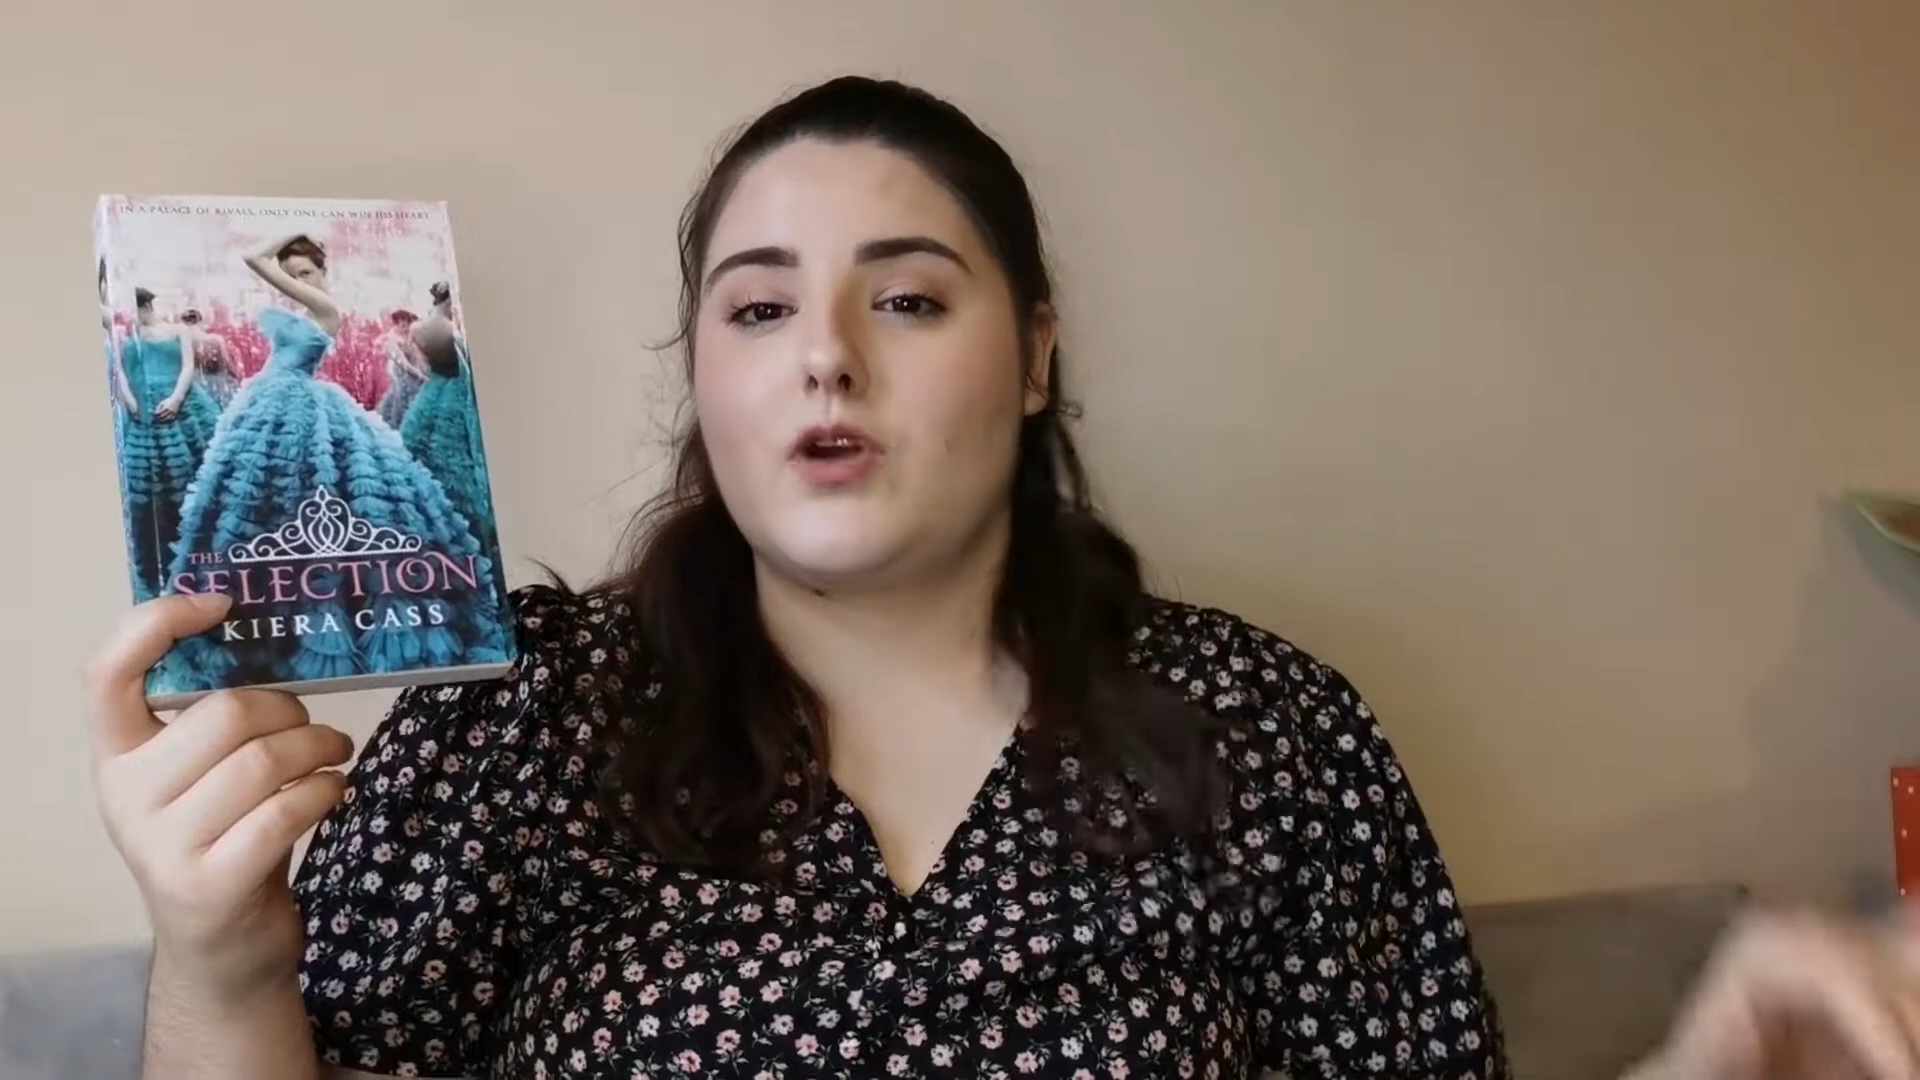 IN A PALACE OF RIVALS, ONLY ONE CAN WIN HIS HEART.
THE
SELECTION
KIERA CASS